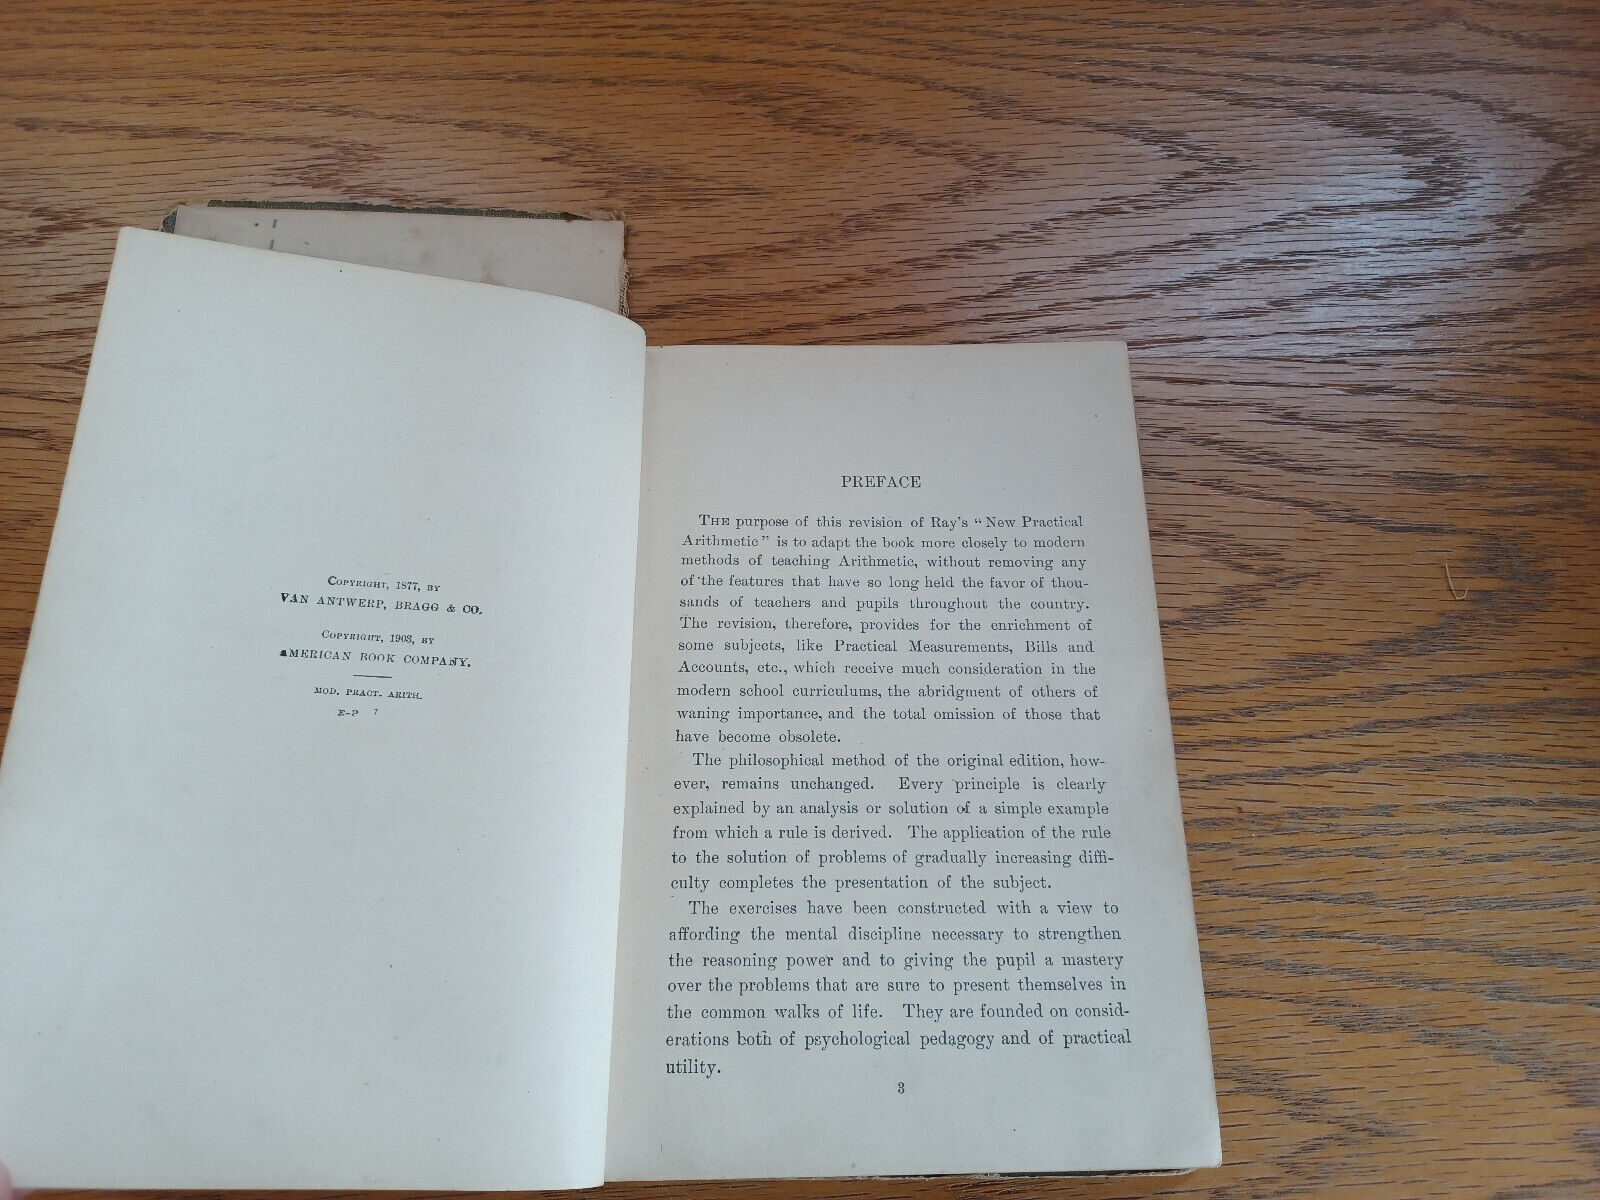 COPYRIGHT, 1877, BY
VAN ANTWERP, BRAGG & CO.
COPYRIGHT, 1903, BY
AMERICAN BOOK COMPANY.
MOD. PRACT. ARITH.
E-P 7
PREFACE
THE purpose of this revision of Ray's "New Practical
Arithmetic" is to adapt the book more closely to modern
methods of teaching Arithmetic, without removing any
of the features that have so long held the favor of thou-
sands of teachers and pupils throughout the country.
The revision, therefore, provides for the enrichment of
some subjects, like Practical Measurements, Bills and
Accounts, etc., which receive much consideration in the
modern school curriculums, the abridgment of others of
waning importance, and the total omission of those that
have become obsolete.
The philosophical method of the original edition, how-
ever, remains unchanged. Every principle is clearly
explained by an analysis or solution of a simple example
from which a rule is derived. The application of the rule
to the solution of problems of gradually increasing diffi-
culty completes the presentation of the subject.
The exercises have been constructed with a view to
affording the mental discipline necessary to strengthen
the reasoning power and to giving the pupil a mastery
over the problems that are sure to present themselves in
the common walks of life. They are founded on consid-
erations both of psychological pedagogy and of practical
utility.
3